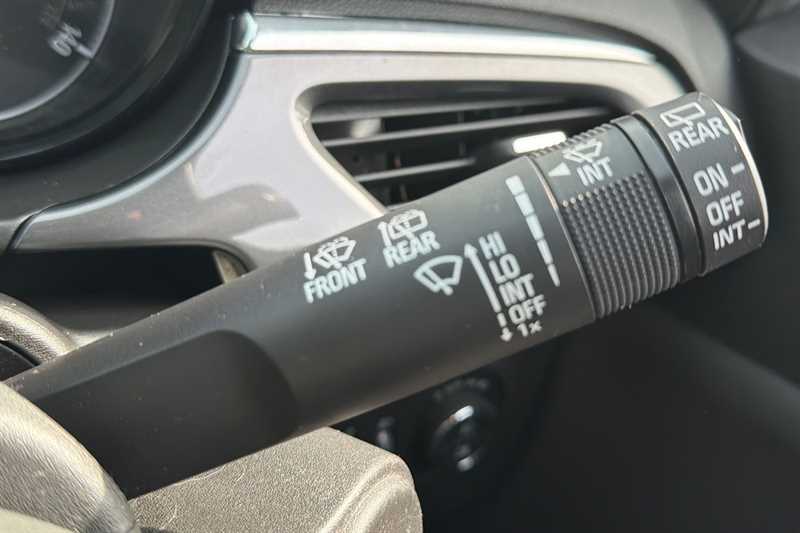 FRONT
REAR
HI
LO
INT
OFF
1x
INT
REAR
ON
OFF
INT